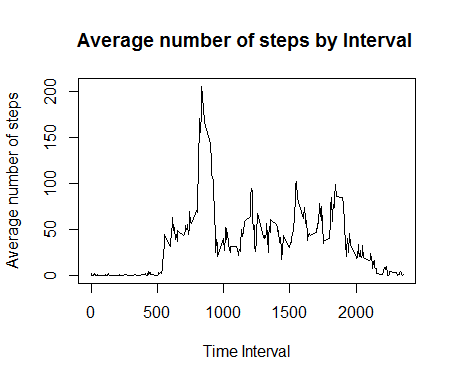 Average number of steps by Interval
Average number of steps
200
150
100
50
0
0 500 1000 1500 2000
Time Interval